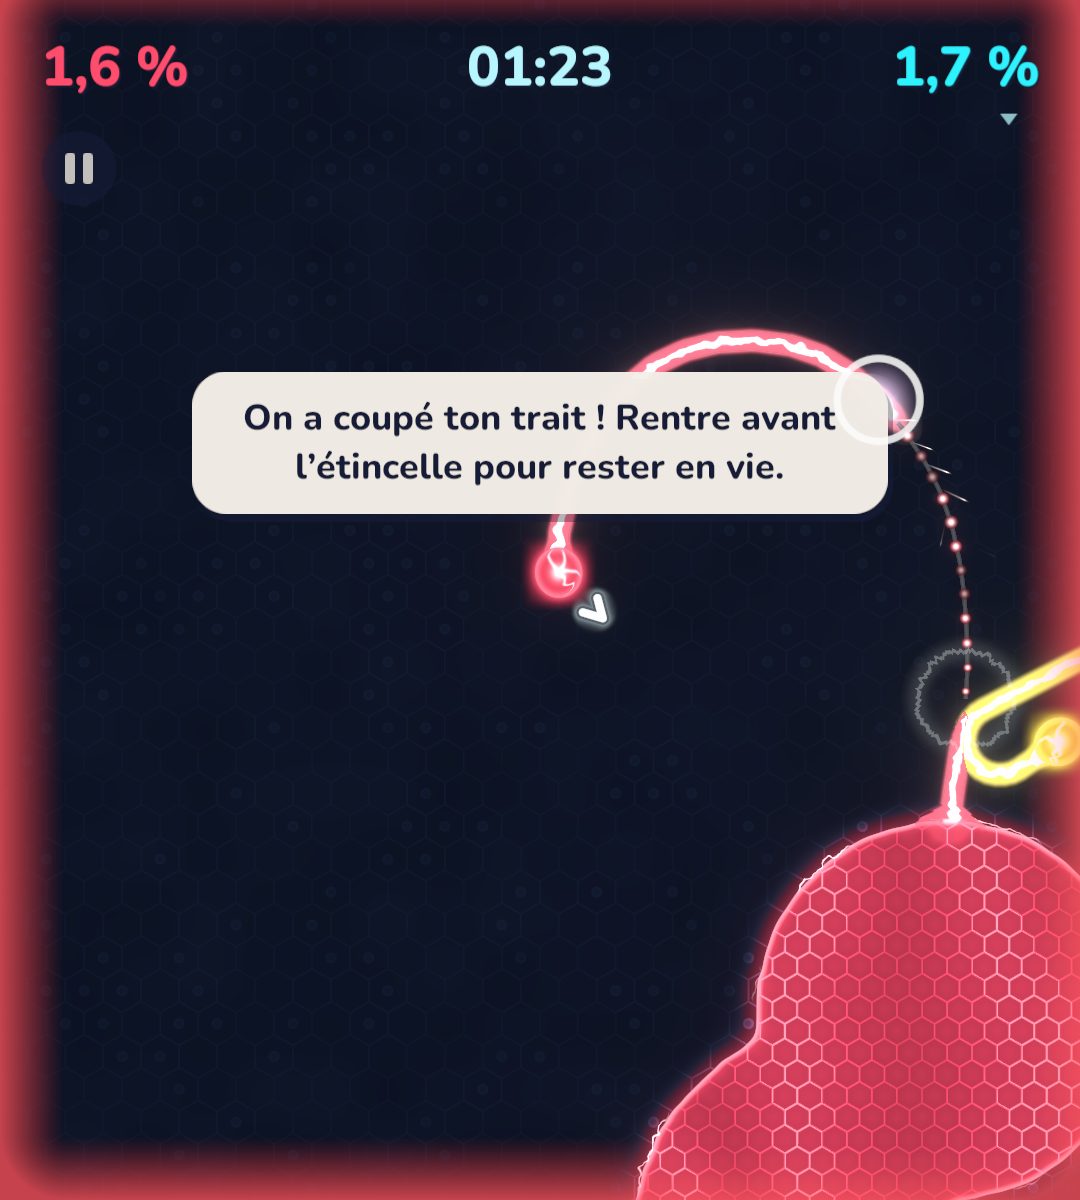 1,6 %
01:23
1,7 %
On a coupé ton trait ! Rentre avant
l’étincelle pour rester en vie.